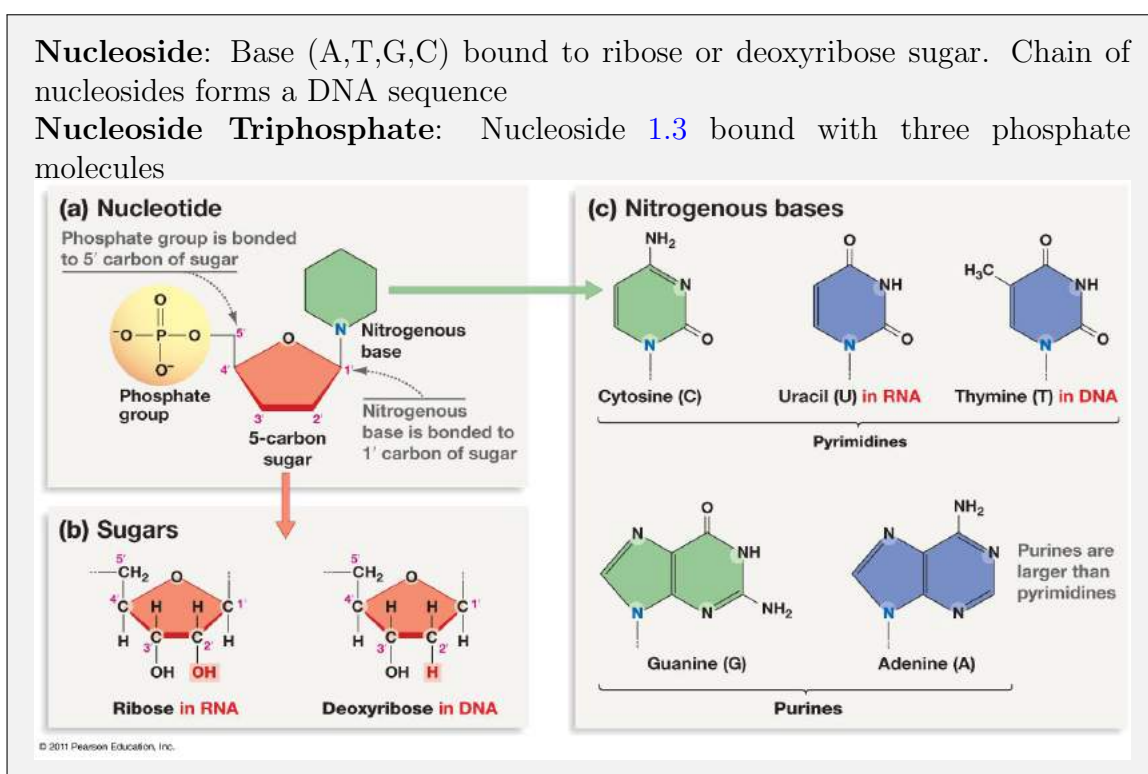 Nucleoside: Base (A,T,G,C) bound to ribose or deoxyribose sugar. Chain of
nucleosides forms a DNA sequence
Nucleoside Triphosphate: Nucleoside 1.3 bound with three phosphate
molecules
(a) Nucleotide
Phosphate group is bonded
to 5′ carbon of sugar
O
⁻O P O
O⁻
Phosphate
group
5′
4′
O
1′
3′
2′
N
Nitrogenous
base
Nitrogenous
base is bonded to
1′ carbon of sugar
5-carbon
sugar
(b) Sugars
5′
CH₂ O
4′ C H H C 1′
H C C H
3′ 2′
OH OH
Ribose in RNA
5′
CH₂ O
4′ C H H C 1′
H C C H
3′ 2′
OH H
Deoxyribose in DNA
(c) Nitrogenous bases
NH₂
N
N O
Cytosine (C)
O
NH
N O
Uracil (U) in RNA
O
H₃C NH
N O
Thymine (T) in DNA
Pyrimidines
O
N NH
N N NH₂
Guanine (G)
NH₂
N N
N N
Adenine (A)
Purines are
larger than
pyrimidines
Purines
© 2011 Pearson Education, Inc.